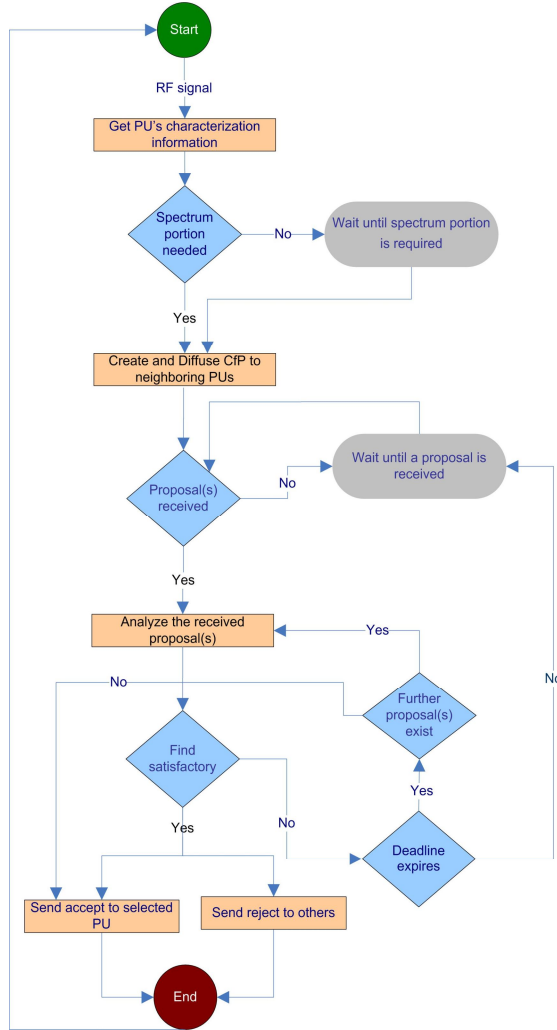 Start
RF signal
Get PU's characterization
information
Spectrum
portion
needed
No
Wait until spectrum portion
is required
Yes
Create and Diffuse CfP to
neighboring PUs
Proposal(s)
received
No
Wait until a proposal is
received
Yes
Analyze the received
proposal(s)
Yes
No
Further
proposal(s)
exist
No
Find
satisfactory
Yes
Yes
No
Deadline
expires
Send accept to selected
PU
Send reject to others
End